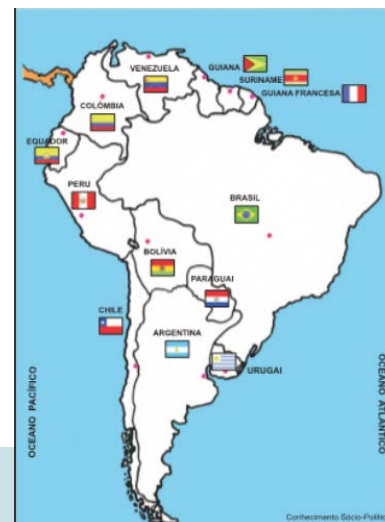 VENEZUELA
GUIANA
SURINAME
GUIANA FRANCESA
COLÔMBIA
EQUADOR
PERU
BRASIL
BOLÍVIA
PARAGUAI
CHILE
ARGENTINA
URUGAI
OCEANO PACÍFICO
OCEANO ATLÂNTICO
Conhecimento Sócio-Polític